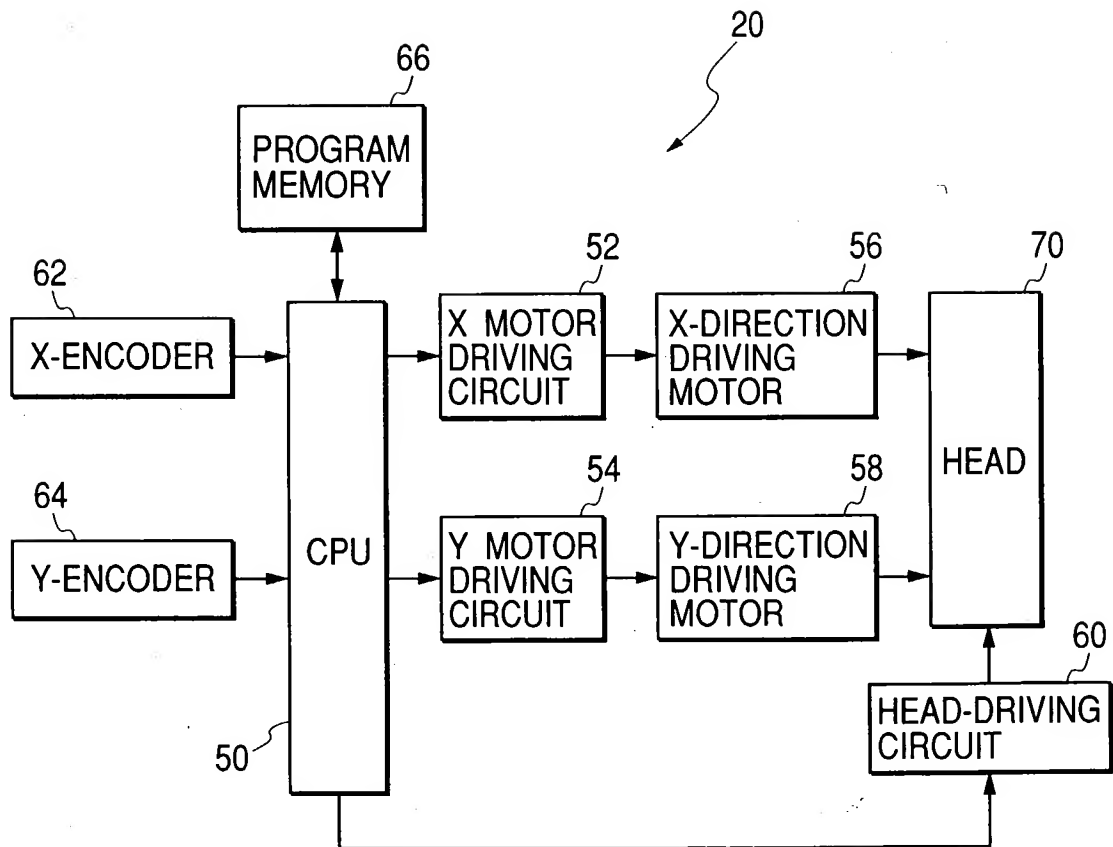 20
66
PROGRAM
MEMORY
62
X-ENCODER
52
X MOTOR
DRIVING
CIRCUIT
56
X-DIRECTION
DRIVING
MOTOR
70
HEAD
64
Y-ENCODER
CPU
50
54
Y MOTOR
DRIVING
CIRCUIT
58
Y-DIRECTION
DRIVING
MOTOR
60
HEAD-DRIVING
CIRCUIT